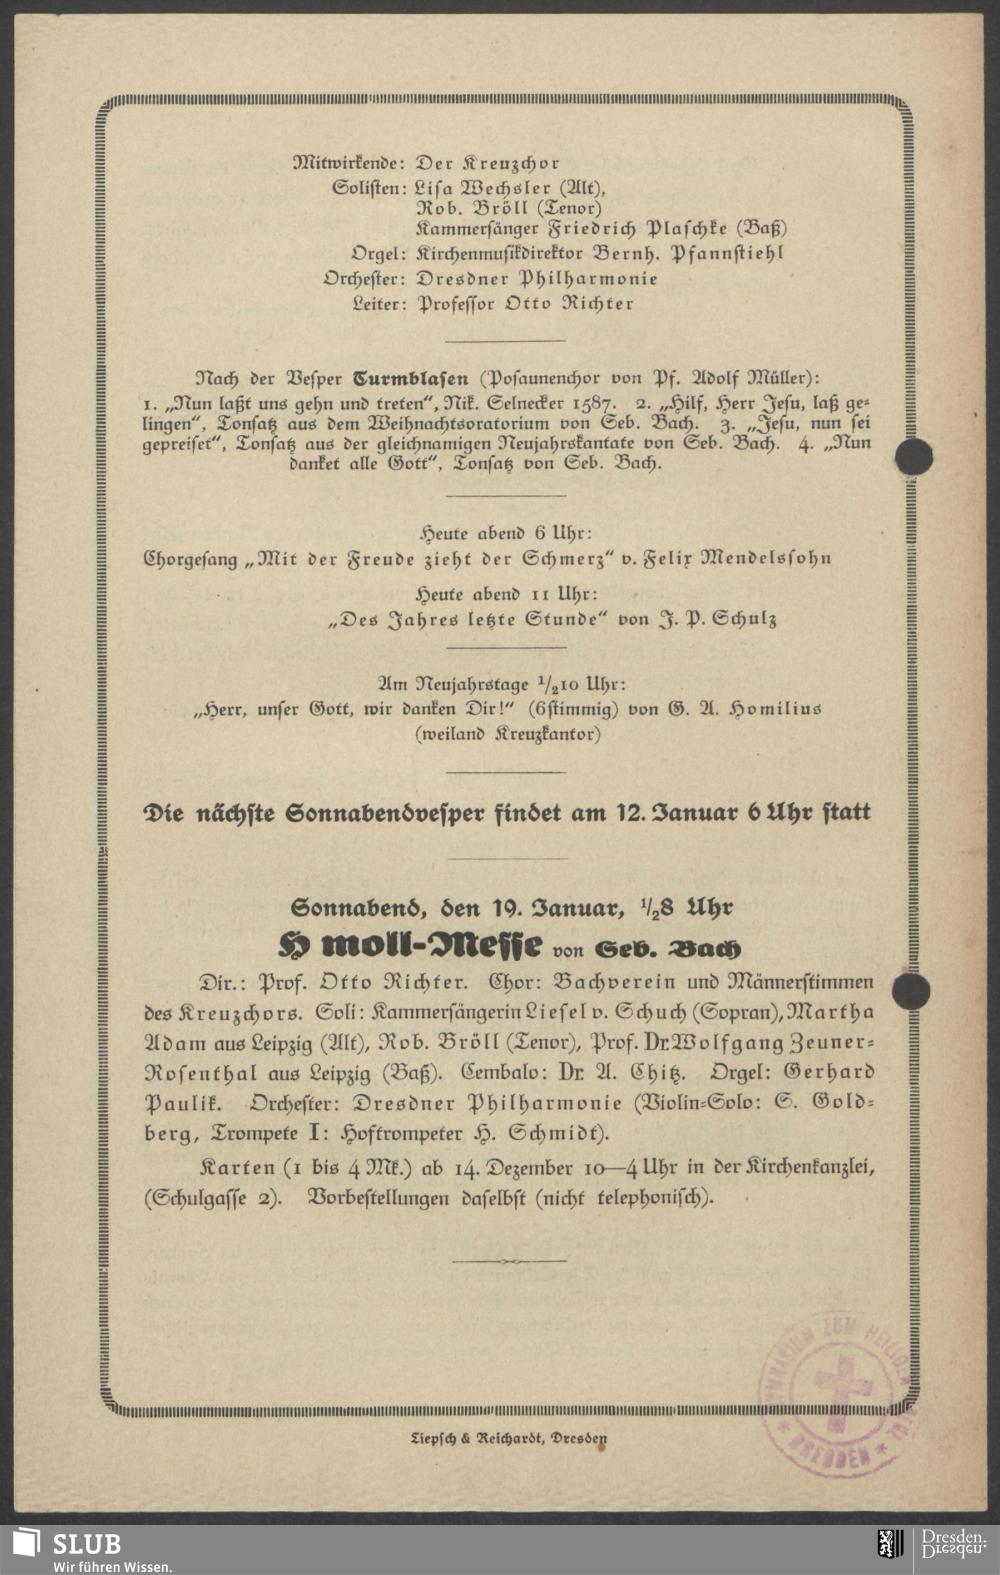 Mitwirkende: Der Kreuzchor
Solisten: Lisa Wechsler (Alt),
Rob. Bröll (Tenor)
Kammersänger Friedrich Plaschke (Baß)
Orgel: Kirchenmusikdirektor Bernh. Pfannstiehl
Orchester: Dresdner Philharmonie
Leiter: Professor Otto Richter
Nach der Vesper Turmblasen (Posaunenchor von Pf. Adolf Müller):
1. „Nun laßt uns gehn und treten“, Nik. Selnecker 1587. 2. „Hilf, Herr Jesu, laß ge-
lingen“, Tonsatz aus dem Weihnachtsoratorium von Seb. Bach. 3. „Jesu, nun sei
gepreiset“, Tonsatz aus der gleichnamigen Neujahrskantate von Seb. Bach. 4. „Nun
danket alle Gott“, Tonsatz von Seb. Bach.
Heute abend 6 Uhr:
Chorgesang „Mit der Freude zieht der Schmerz“ v. Felix Mendelssohn
Heute abend 11 Uhr:
„Des Jahres letzte Stunde“ von J. P. Schulz
Am Neujahrstage 1/210 Uhr:
„Herr, unser Gott, wir danken Dir!“ (6stimmig) von G. A. Homilius
(weiland Kreuzkantor)
Die nächste Sonnabendvesper findet am 12. Januar 6 Uhr statt
Sonnabend, den 19. Januar, 1/28 Uhr
H moll-Messe von Seb. Bach
Dir.: Prof. Otto Richter. Chor: Bachverein und Männerstimmen
des Kreuzchors. Soli: Kammersängerin Liesel v. Schuch (Sopran), Martha
Adam aus Leipzig (Alt), Rob. Bröll (Tenor), Prof. Dr. Wolfgang Zeuner-
Rosenthal aus Leipzig (Baß). Cembalo: Dr. A. Chitz. Orgel: Gerhard
Paulik. Orchester: Dresdner Philharmonie (Violin-Solo: S. Gold-
berg, Trompete I: Hoftrompeter H. Schmidt).
Karten (1 bis 4 Mk.) ab 14. Dezember 10—4 Uhr in der Kirchenkanzlei,
(Schulgasse 2). Vorbestellungen daselbst (nicht telephonisch).
Liepsch & Reichardt, Dresden
GYMNASIUM ZUM HEILIGEN
* DRESDEN *
SLUB
Wir führen Wissen.
Dresden.
Dresden.